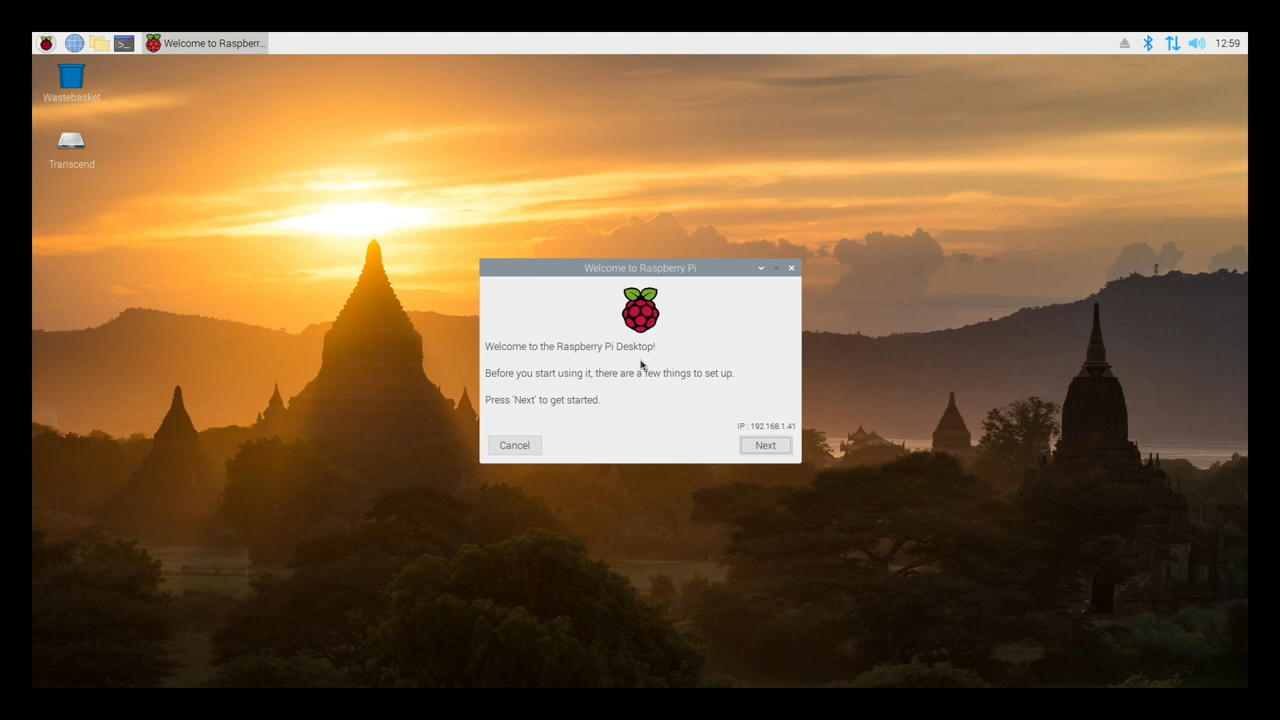 Welcome to Raspberr...
12:59
Wastebasket
Transcend
Welcome to Raspberry Pi
Welcome to the Raspberry Pi Desktop!
Before you start using it, there are a few things to set up.
Press 'Next' to get started.
IP : 192.168.1.41
Cancel
Next